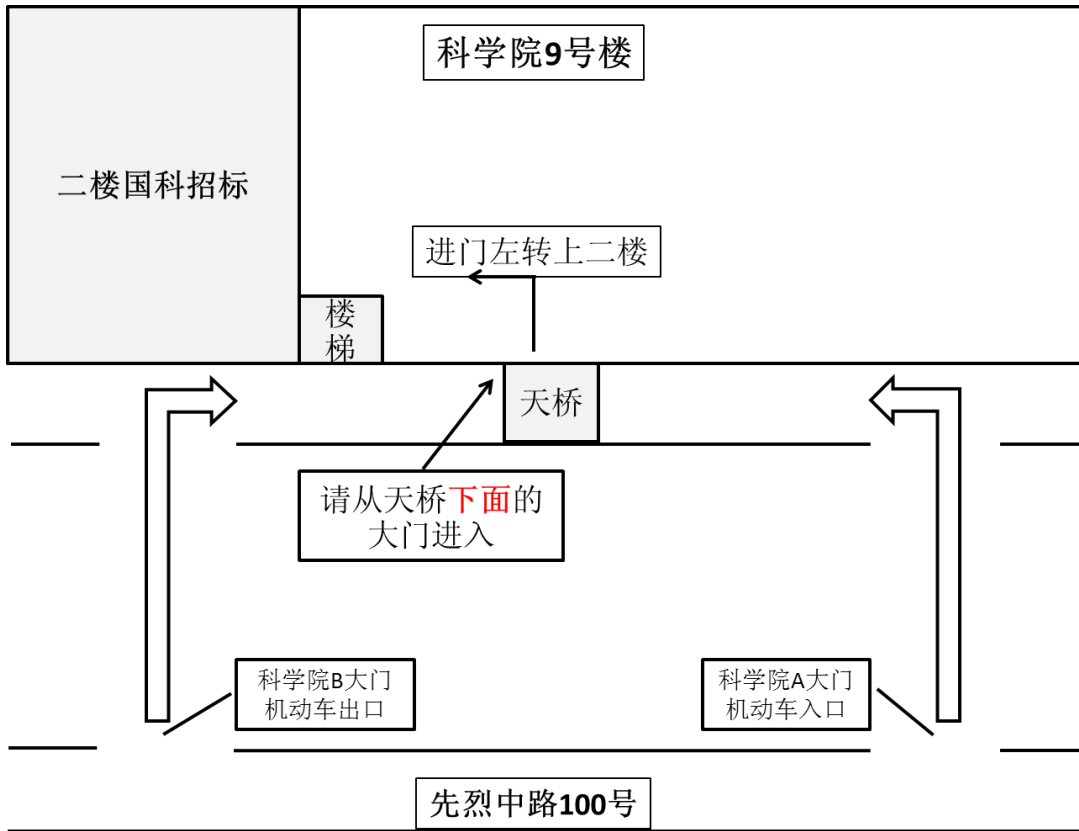 科学院9号楼
二楼国科招标
进门左转上二楼
楼
梯
天桥
请从天桥下面的
大门进入
科学院B大门
机动车出口
科学院A大门
机动车入口
先烈中路100号